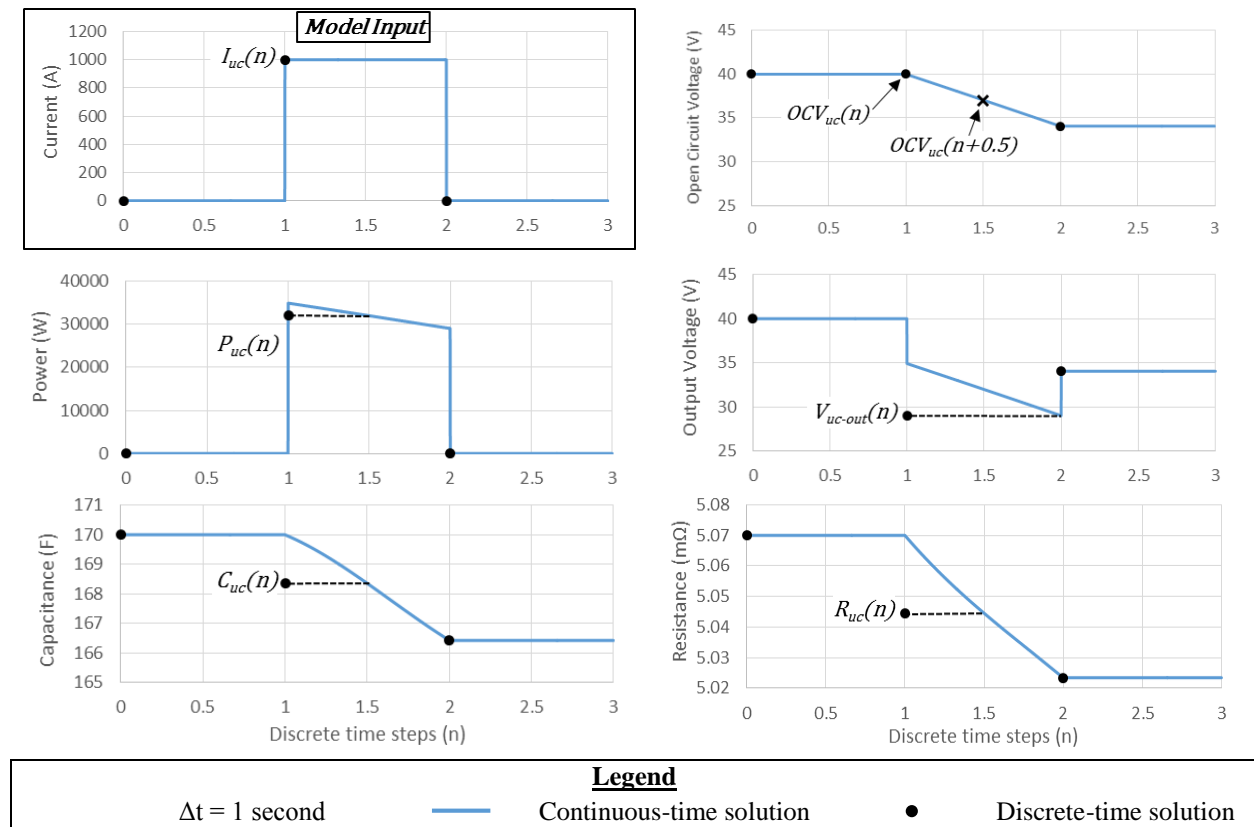 Model Input
Current (A)
1200
1000
800
600
400
200
0
I_uc(n)
0 0.5 1 1.5 2 2.5 3
Open Circuit Voltage (V)
45
40
35
30
25
OCV_uc(n)
OCV_uc(n+0.5)
0 0.5 1 1.5 2 2.5 3
Power (W)
40000
30000
20000
10000
0
P_uc(n)
0 0.5 1 1.5 2 2.5 3
Output Voltage (V)
45
40
35
30
25
V_uc-out(n)
0 0.5 1 1.5 2 2.5 3
Capacitance (F)
171
170
169
168
167
166
165
C_uc(n)
0 0.5 1 1.5 2 2.5 3
Discrete time steps (n)
Resistance (mΩ)
5.08
5.07
5.06
5.05
5.04
5.03
5.02
R_uc(n)
0 0.5 1 1.5 2 2.5 3
Discrete time steps (n)
Legend
Δt = 1 second Continuous-time solution Discrete-time solution